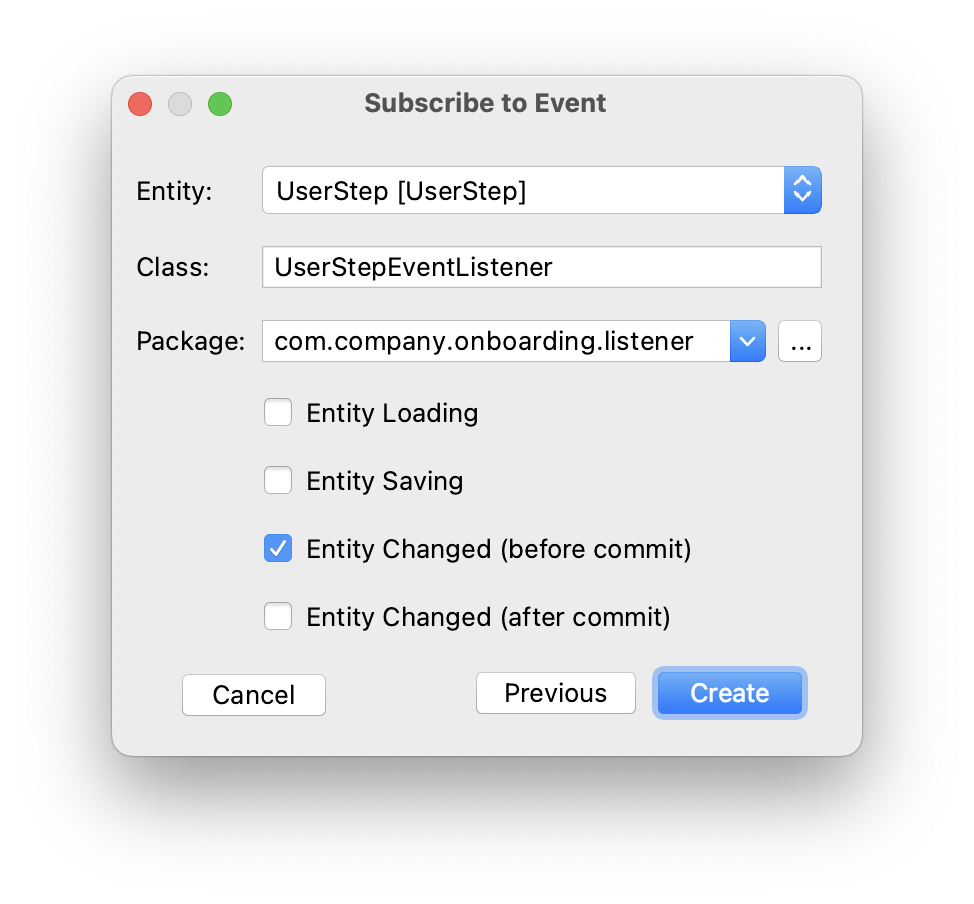 Subscribe to Event
Entity: UserStep [UserStep]
Class: UserStepEventListener
Package: com.company.onboarding.listener ...
Entity Loading
Entity Saving
Entity Changed (before commit)
Entity Changed (after commit)
Cancel Previous Create